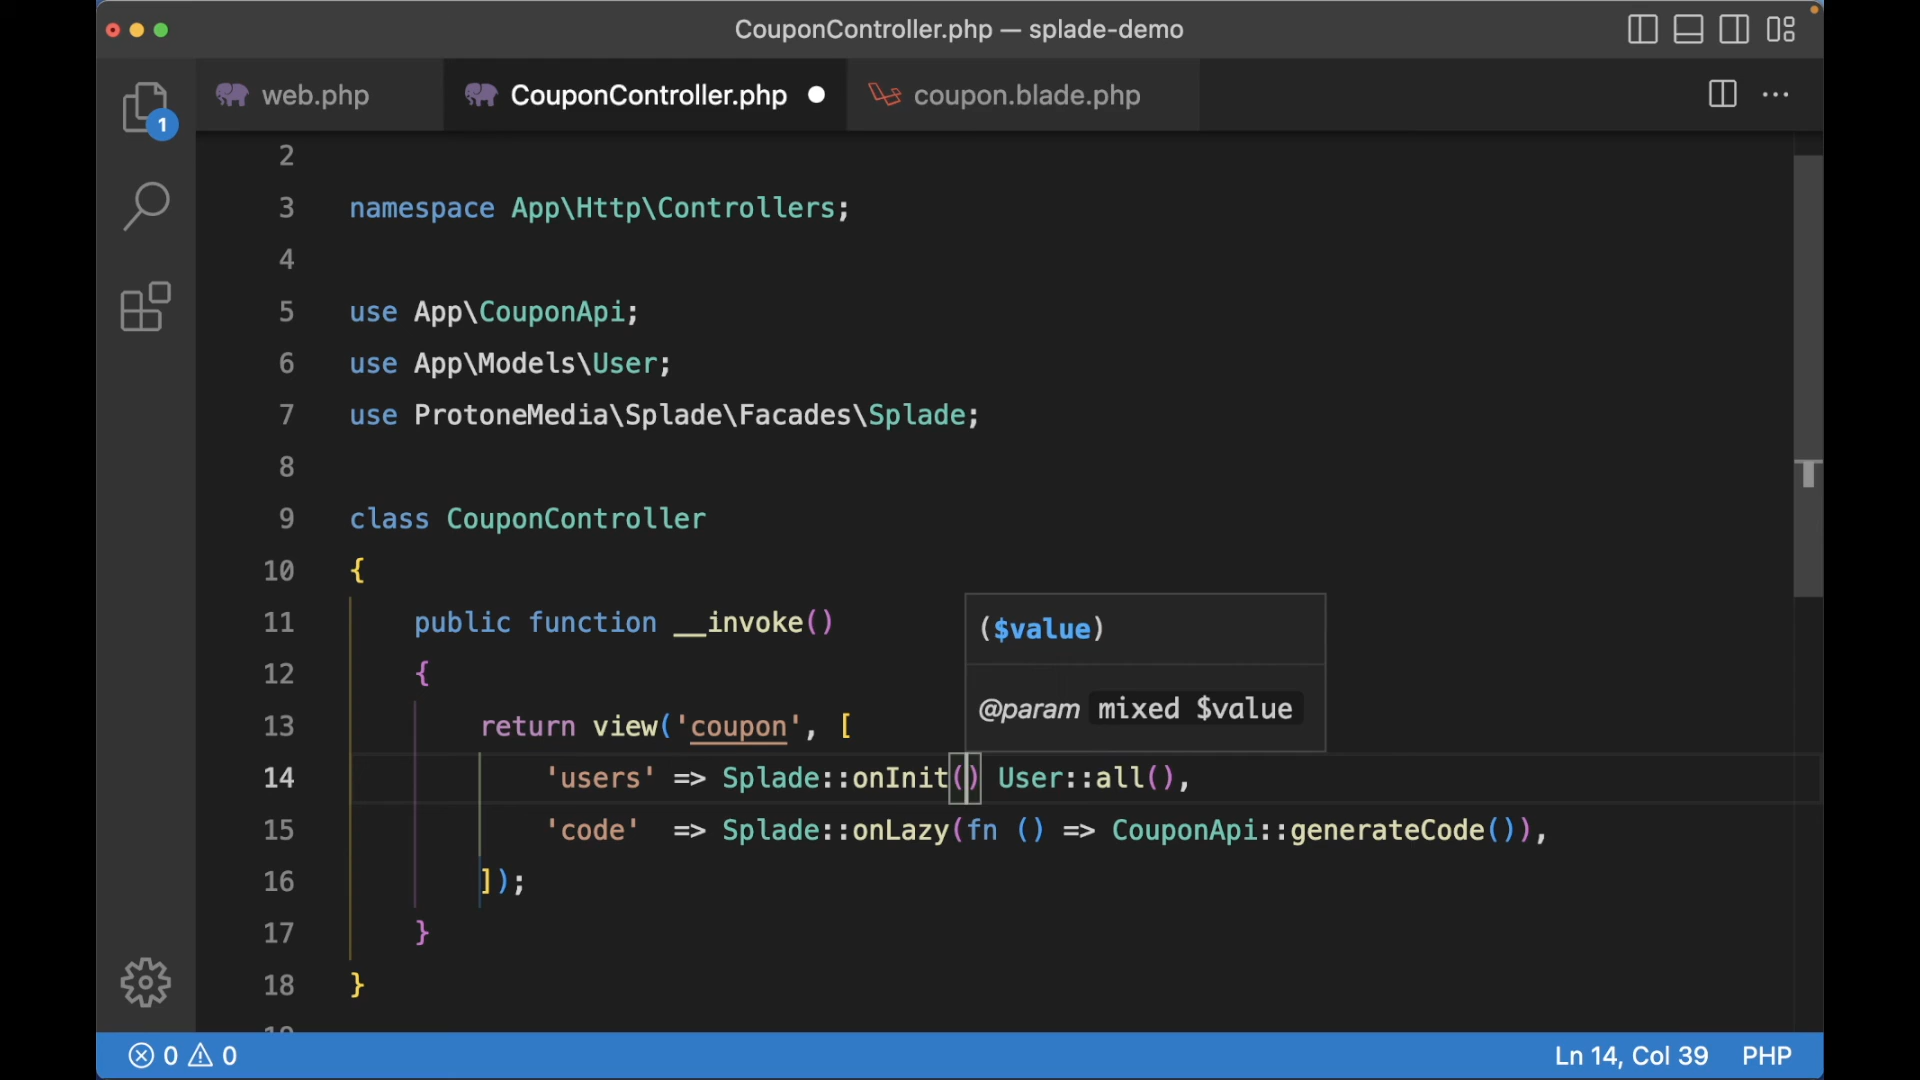 CouponController.php — splade-demo
web.php CouponController.php coupon.blade.php
1
2
3 namespace App\Http\Controllers;
4
5 use App\CouponApi;
6 use App\Models\User;
7 use ProtoneMedia\Splade\Facades\Splade;
8
9 class CouponController
10 {
11 public function __invoke()
($value)
12 {
@param mixed $value
13 return view('coupon', [
14 'users' => Splade::onInit() User::all(),
15 'code' => Splade::onLazy(fn () => CouponApi::generateCode()),
16 ]);
17 }
18 }
0 0 Ln 14, Col 39 PHP